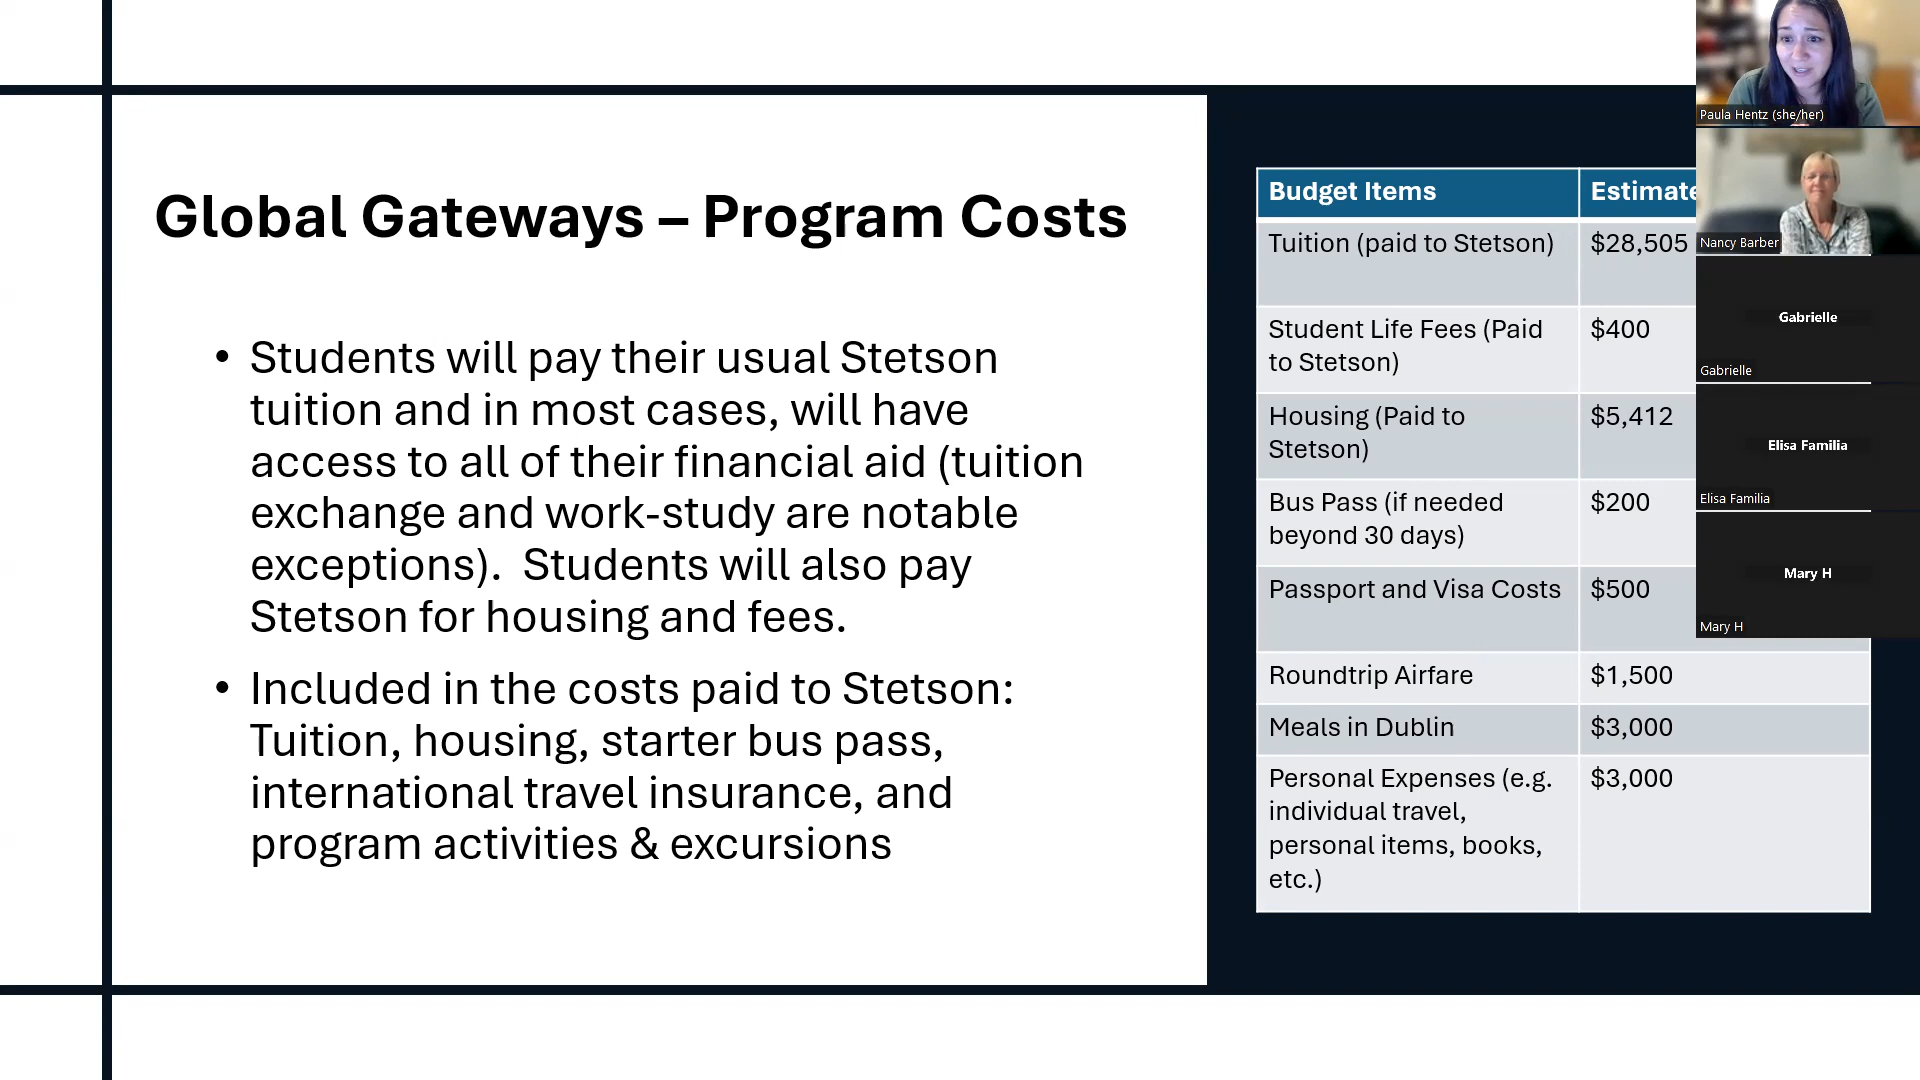 Global Gateways – Program Costs
• Students will pay their usual Stetson
tuition and in most cases, will have
access to all of their financial aid (tuition
exchange and work-study are notable
exceptions).  Students will also pay
Stetson for housing and fees.
• Included in the costs paid to Stetson:
Tuition, housing, starter bus pass,
international travel insurance, and
program activities & excursions
Budget Items
Estimate
Tuition (paid to Stetson)
$28,505
Student Life Fees (Paid
to Stetson)
$400
Housing (Paid to
Stetson)
$5,412
Bus Pass (if needed
beyond 30 days)
$200
Passport and Visa Costs
$500
Roundtrip Airfare
$1,500
Meals in Dublin
$3,000
Personal Expenses (e.g.
individual travel,
personal items, books,
etc.)
$3,000
Paula Hentz (she/her)
Nancy Barber
Gabrielle
Gabrielle
Elisa Familia
Elisa Familia
Mary H
Mary H